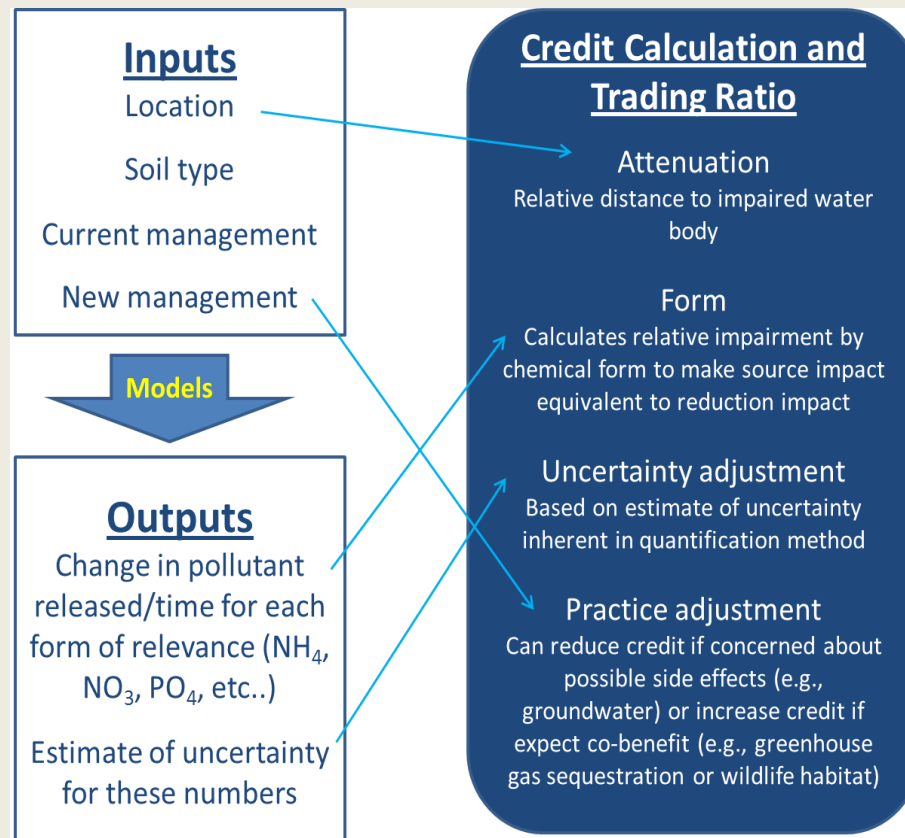 Inputs
Location
Soil type
Current management
New management
Models
Outputs
Change in pollutant
released/time for each
form of relevance (NH₄,
NO₃, PO₄, etc..)
Estimate of uncertainty
for these numbers
Credit Calculation and
Trading Ratio
Attenuation
Relative distance to impaired water
body
Form
Calculates relative impairment by
chemical form to make source impact
equivalent to reduction impact
Uncertainty adjustment
Based on estimate of uncertainty
inherent in quantification method
Practice adjustment
Can reduce credit if concerned about
possible side effects (e.g.,
groundwater) or increase credit if
expect co-benefit (e.g., greenhouse
gas sequestration or wildlife habitat)